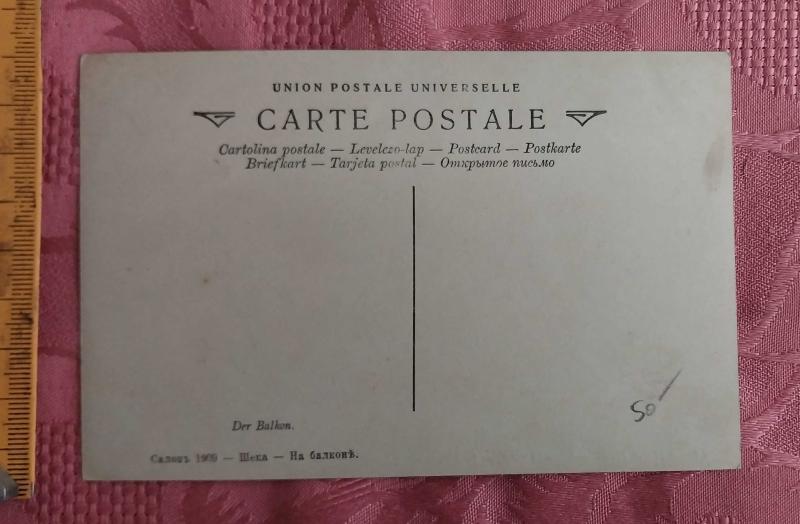 UNION POSTALE UNIVERSELLE
CARTE POSTALE
Cartolina postale — Levelezo-lap — Postcard — Postkarte
Briefkart — Tarjeta postal — Открытое письмо
Der Balkon.
Салонъ 1909 — Шека — На балконѣ.
50